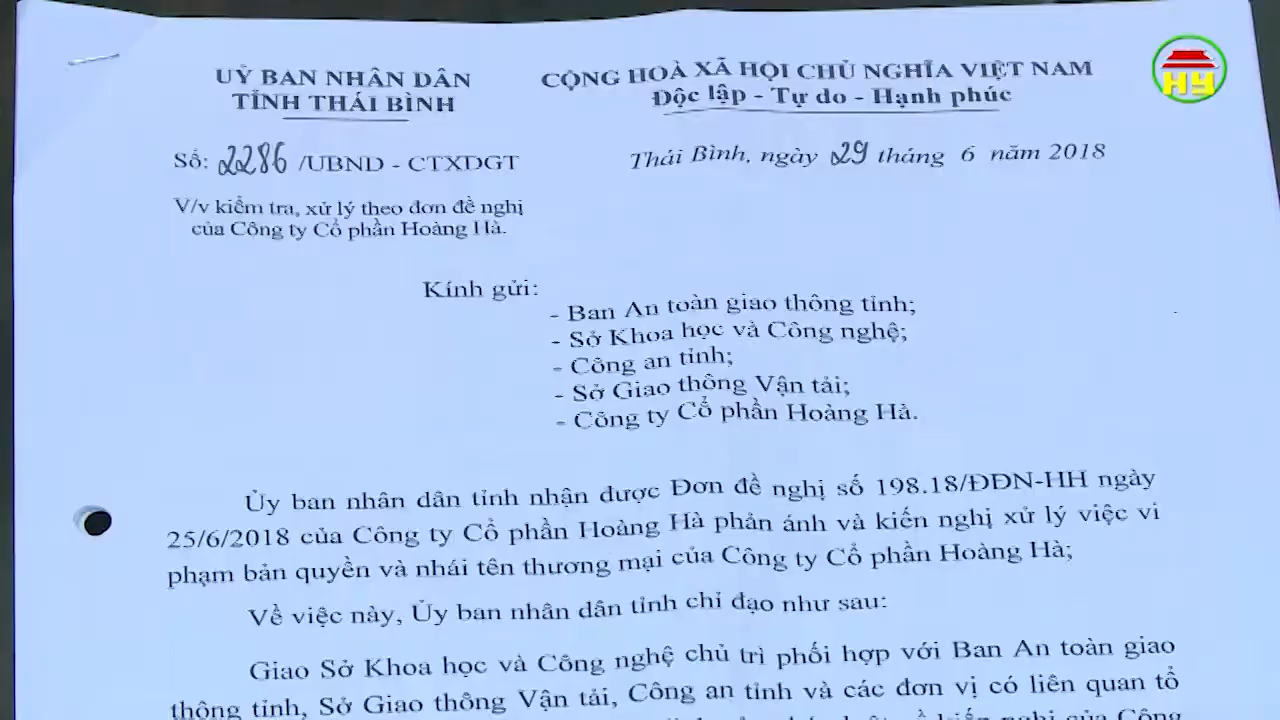 UỶ BAN NHÂN DÂN
TỈNH THÁI BÌNH
CỘNG HOÀ XÃ HỘI CHỦ NGHĨA VIỆT NAM
Độc lập - Tự do - Hạnh phúc
HY
Số: 2286 /UBND - CTXDGT
Thái Bình, ngày 29 tháng 6 năm 2018
V/v kiểm tra, xử lý theo đơn đề nghị
của Công ty Cổ phần Hoàng Hà.
Kính gửi:
- Ban An toàn giao thông tỉnh;
- Sở Khoa học và Công nghệ;
- Công an tỉnh;
- Sở Giao thông Vận tải;
- Công ty Cổ phần Hoàng Hà.
Ủy ban nhân dân tỉnh nhận được Đơn đề nghị số 198.18/ĐĐN-HH ngày
25/6/2018 của Công ty Cổ phần Hoàng Hà phản ánh và kiến nghị xử lý việc vi
phạm bản quyền và nhái tên thương mại của Công ty Cổ phần Hoàng Hà;
Về việc này, Ủy ban nhân dân tỉnh chỉ đạo như sau:
Giao Sở Khoa học và Công nghệ chủ trì phối hợp với Ban An toàn giao
thông tỉnh, Sở Giao thông Vận tải, Công an tỉnh và các đơn vị có liên quan tổ
kiến nghị của Công